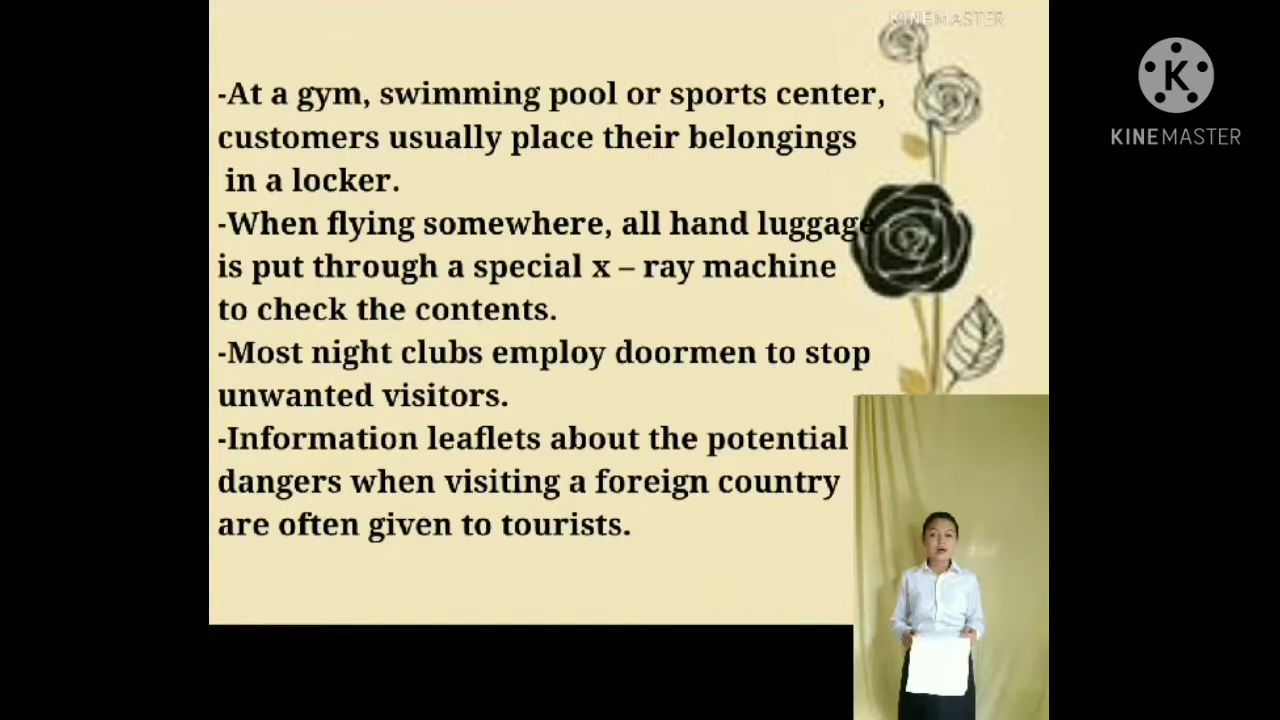 KINEMASTER
-At a gym, swimming pool or sports center,
customers usually place their belongings
in a locker.
-When flying somewhere, all hand luggage
is put through a special x – ray machine
to check the contents.
-Most night clubs employ doormen to stop
unwanted visitors.
-Information leaflets about the potential
dangers when visiting a foreign country
are often given to tourists.
K
KINEMASTER